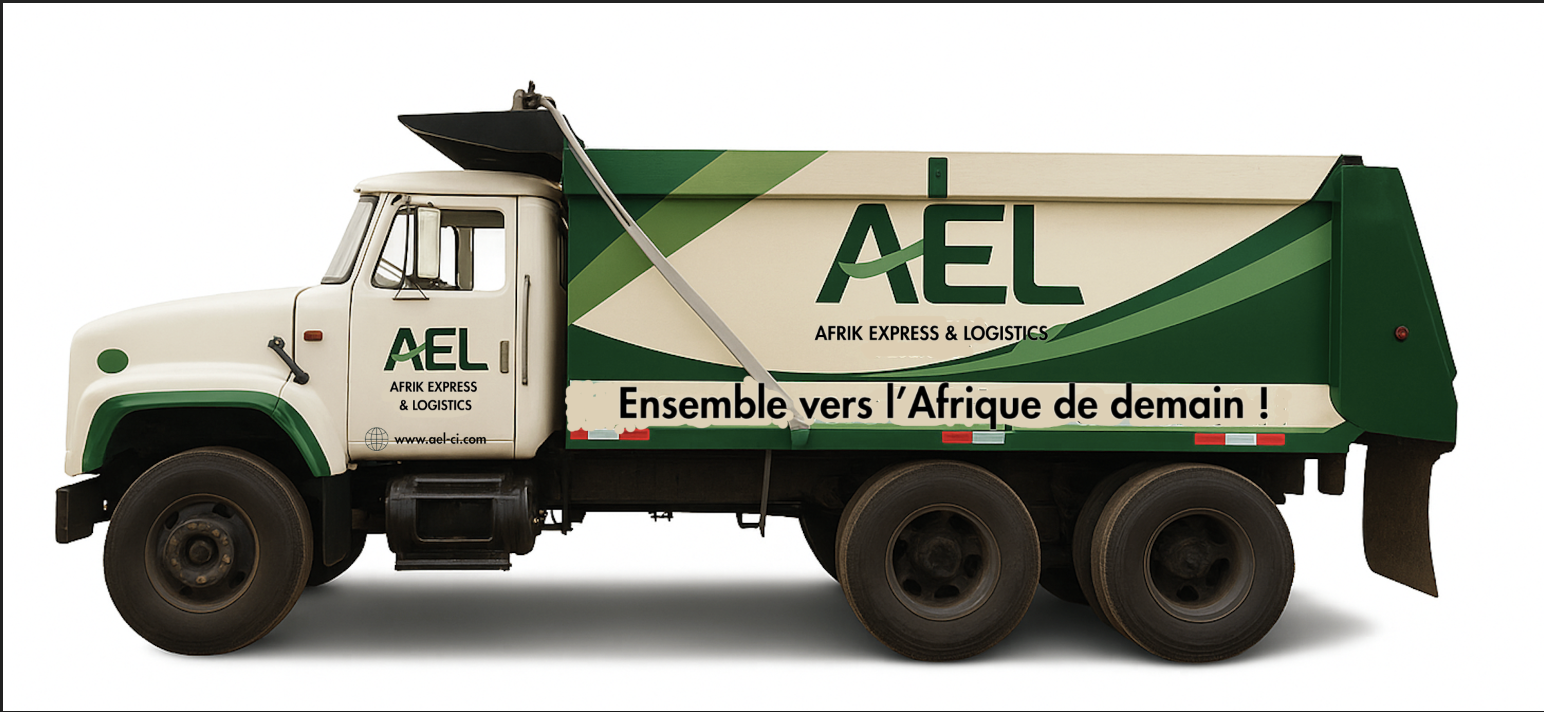 AEL
AFRIK EXPRESS & LOGISTICS
Ensemble vers l’Afrique de demain !
AEL
AFRIK EXPRESS
& LOGISTICS
www.ael-ci.com